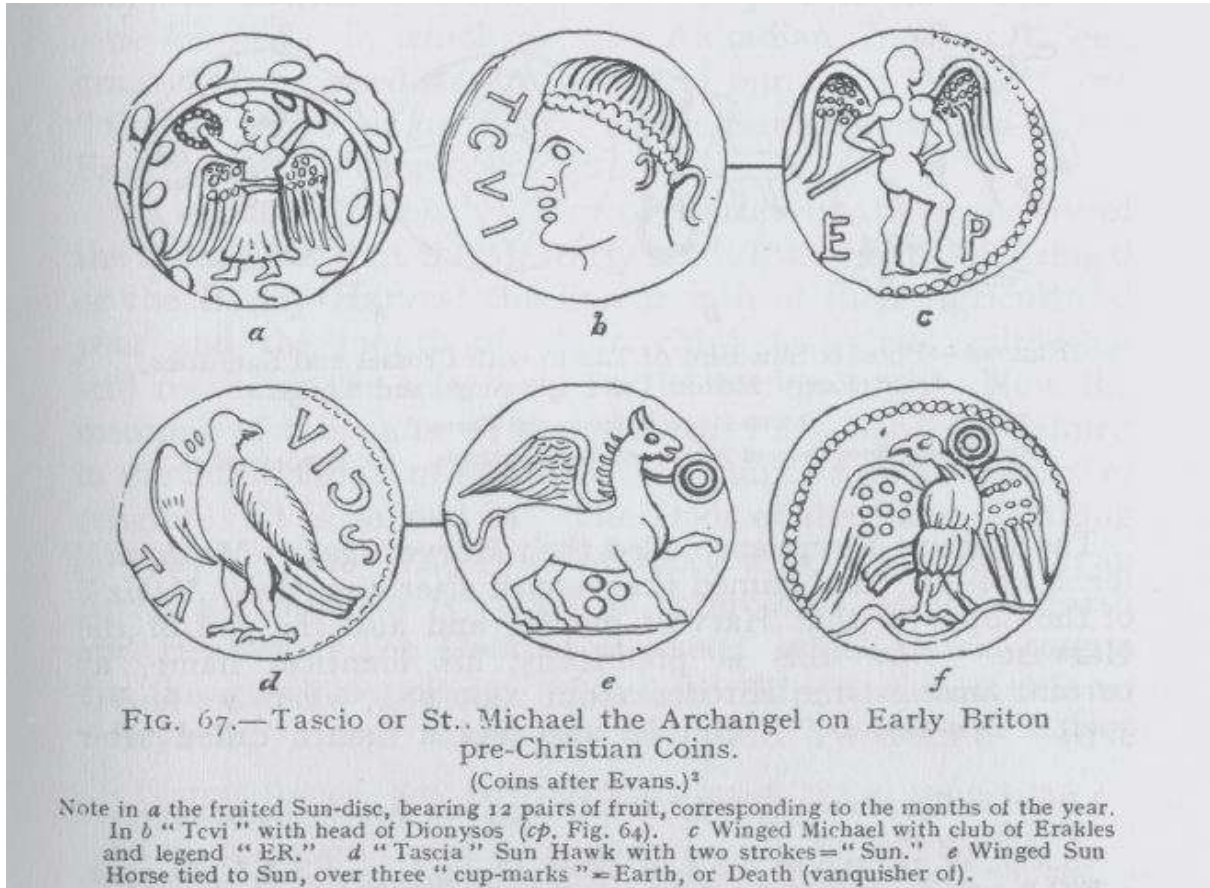 TCVI
E P
a b c
TASCIA
d e f
FIG. 67.—Tascio or St. Michael the Archangel on Early Briton
pre-Christian Coins.
(Coins after Evans.)²
Note in a the fruited Sun-disc, bearing 12 pairs of fruit, corresponding to the months of the year.
In b “ Tcvi ” with head of Dionysos (cp. Fig. 64). c Winged Michael with club of Erakles
and legend “ ER.” d “ Tascia ” Sun Hawk with two strokes = “ Sun.” e Winged Sun
Horse tied to Sun, over three “ cup-marks ” = Earth, or Death (vanquisher of).